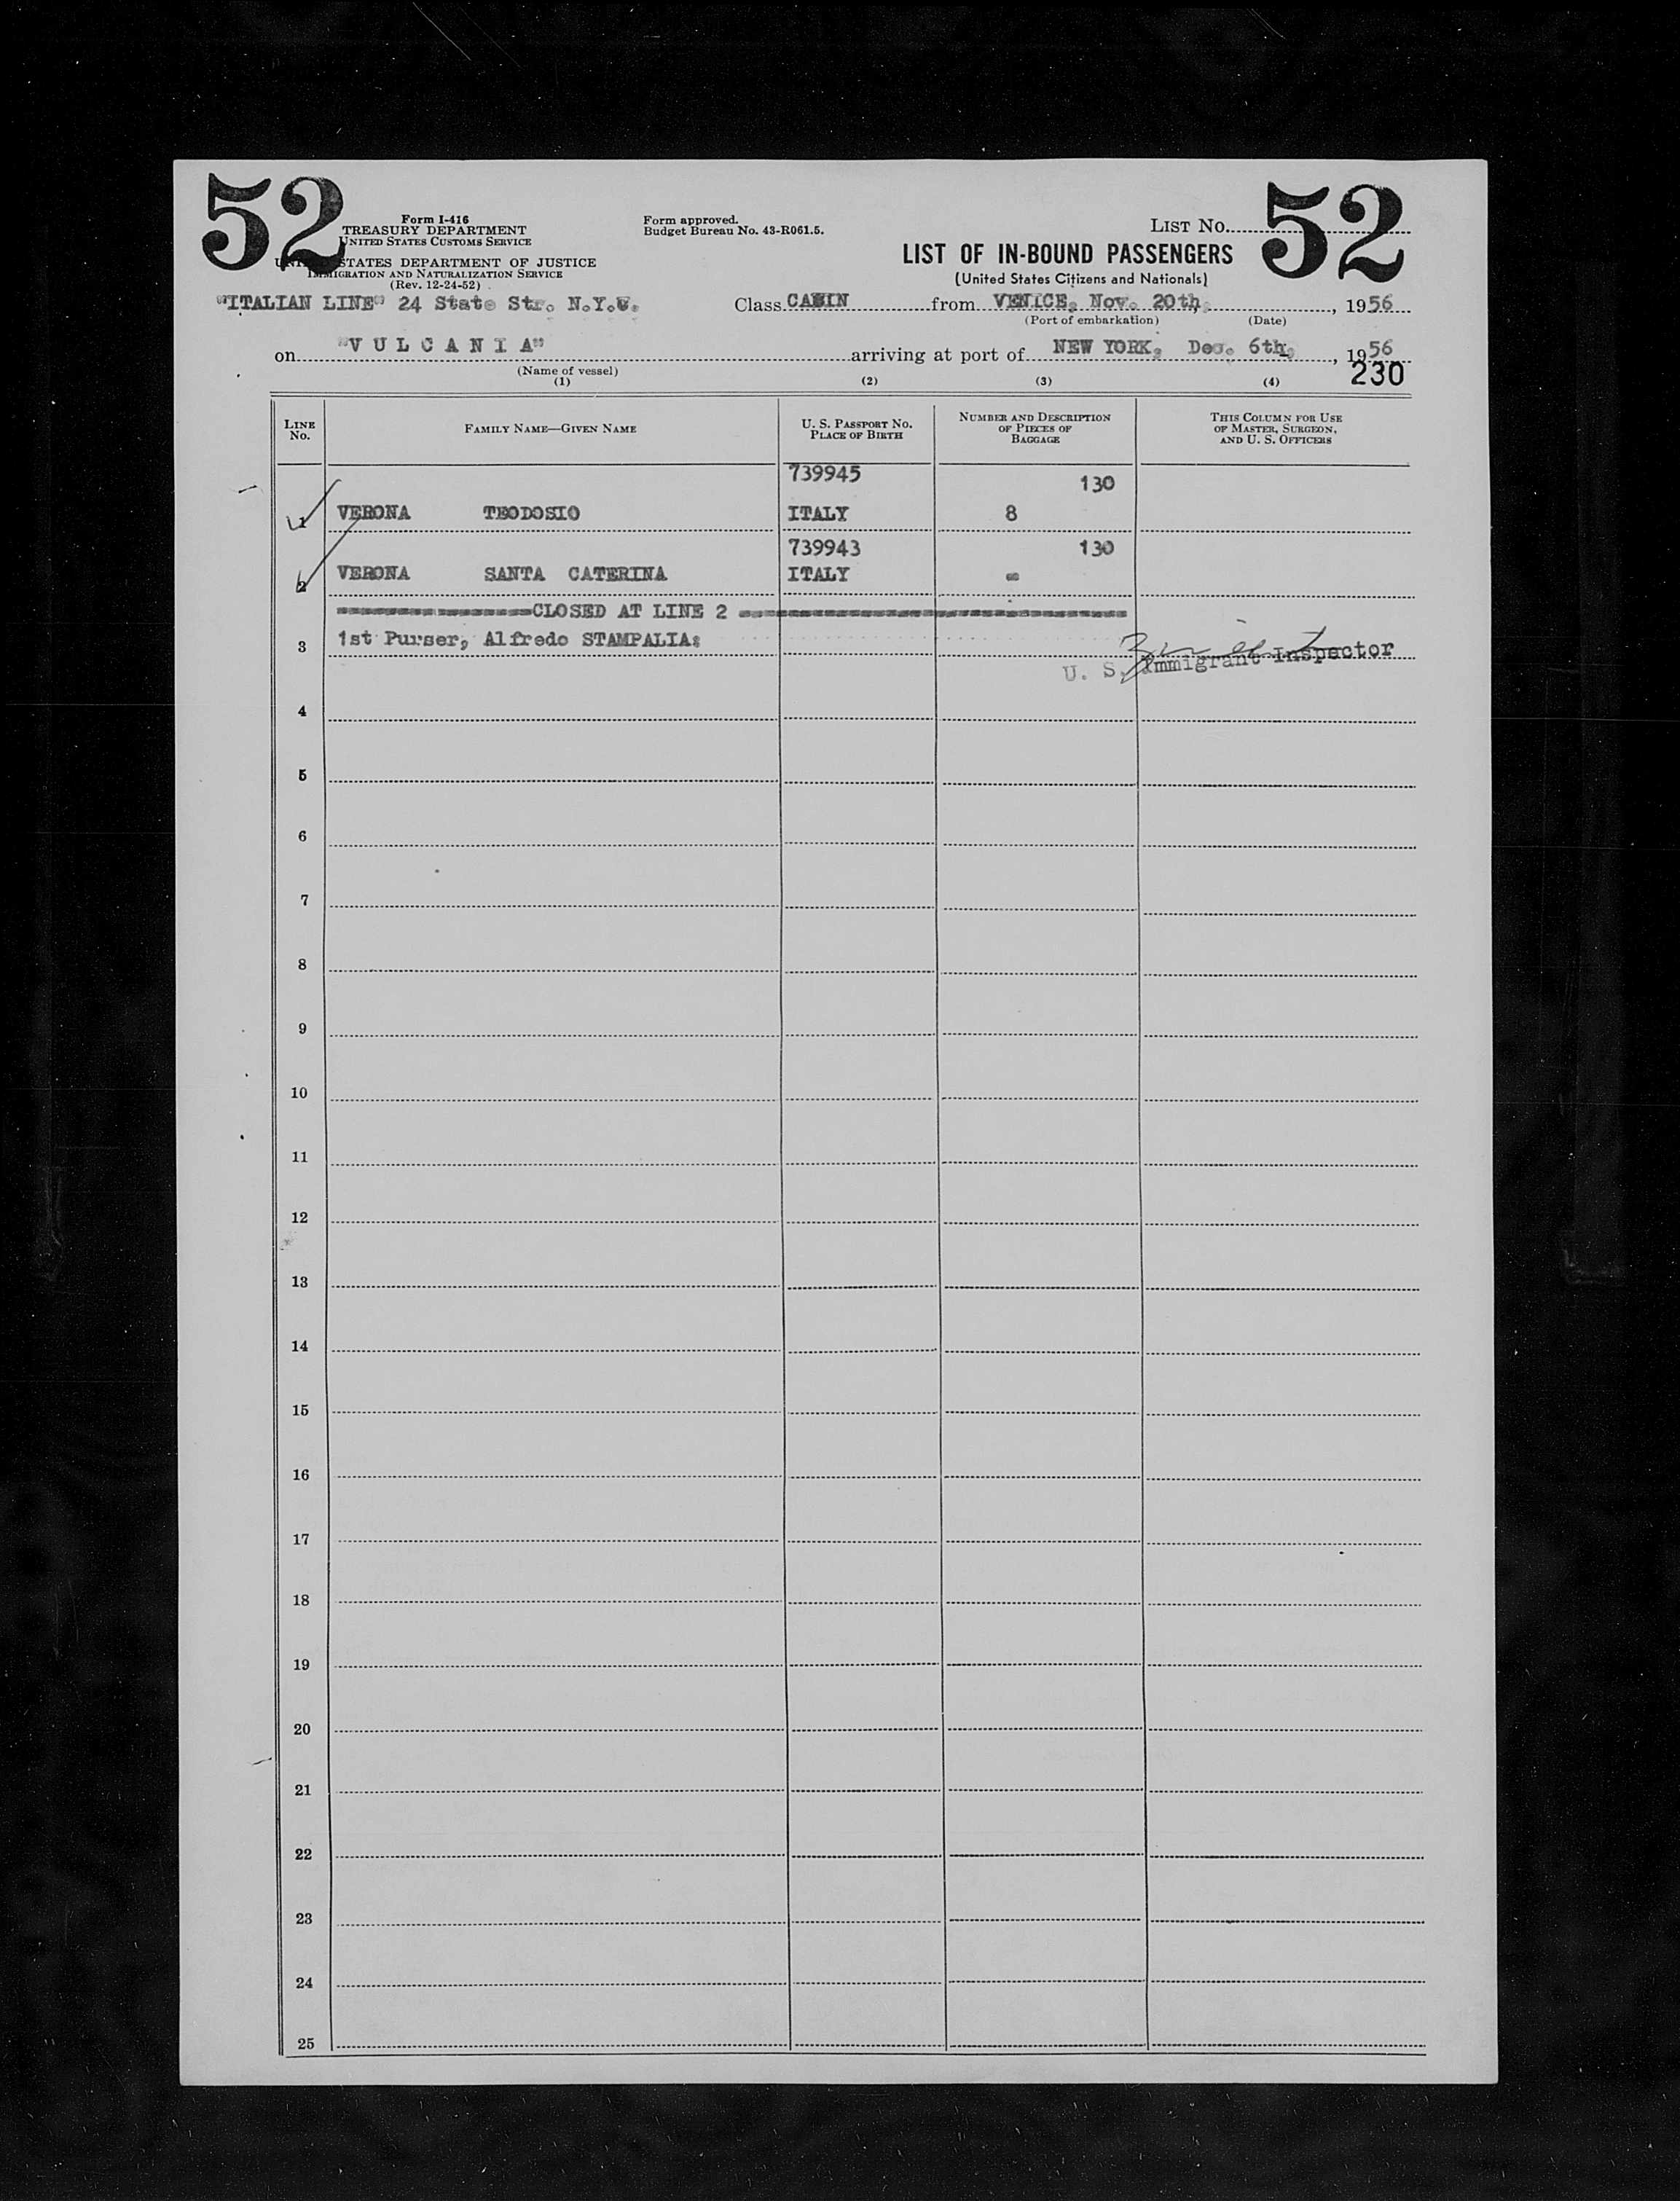 52
52
Form I-416
TREASURY DEPARTMENT
UNITED STATES CUSTOMS SERVICE
STATES DEPARTMENT OF JUSTICE
IMMIGRATION AND NATURALIZATION SERVICE
(Rev. 12-24-52)
Form approved.
Budget Bureau No. 43-R061.5.
LIST No.
LIST OF IN-BOUND PASSENGERS
(United States Citizens and Nationals)
"ITALIAN LINE" 24 State Str. N.Y.C. Class CABIN from VENICE, Nov. 20th, , 1956
(Port of embarkation) (Date)
on "V U L C A N I A" arriving at port of NEW YORK, Dec. 6th, , 1956
(Name of vessel)
230
(1) (2) (3) (4)
LINE No. FAMILY NAME—GIVEN NAME U. S. PASSPORT No. PLACE OF BIRTH NUMBER AND DESCRIPTION OF PIECES OF BAGGAGE THIS COLUMN FOR USE OF MASTER, SURGEON, AND U. S. OFFICERS
739945 130
1 VERONA TEODOSIO ITALY 8
739943 130
2 VERONA SANTA CATERINA ITALY -
CLOSED AT LINE 2
3 1st Purser, Alfredo STAMPALIA:
U. S. Immigrant Inspector
4
5
6
7
8
9
10
11
12
13
14
15
16
17
18
19
20
21
22
23
24
25